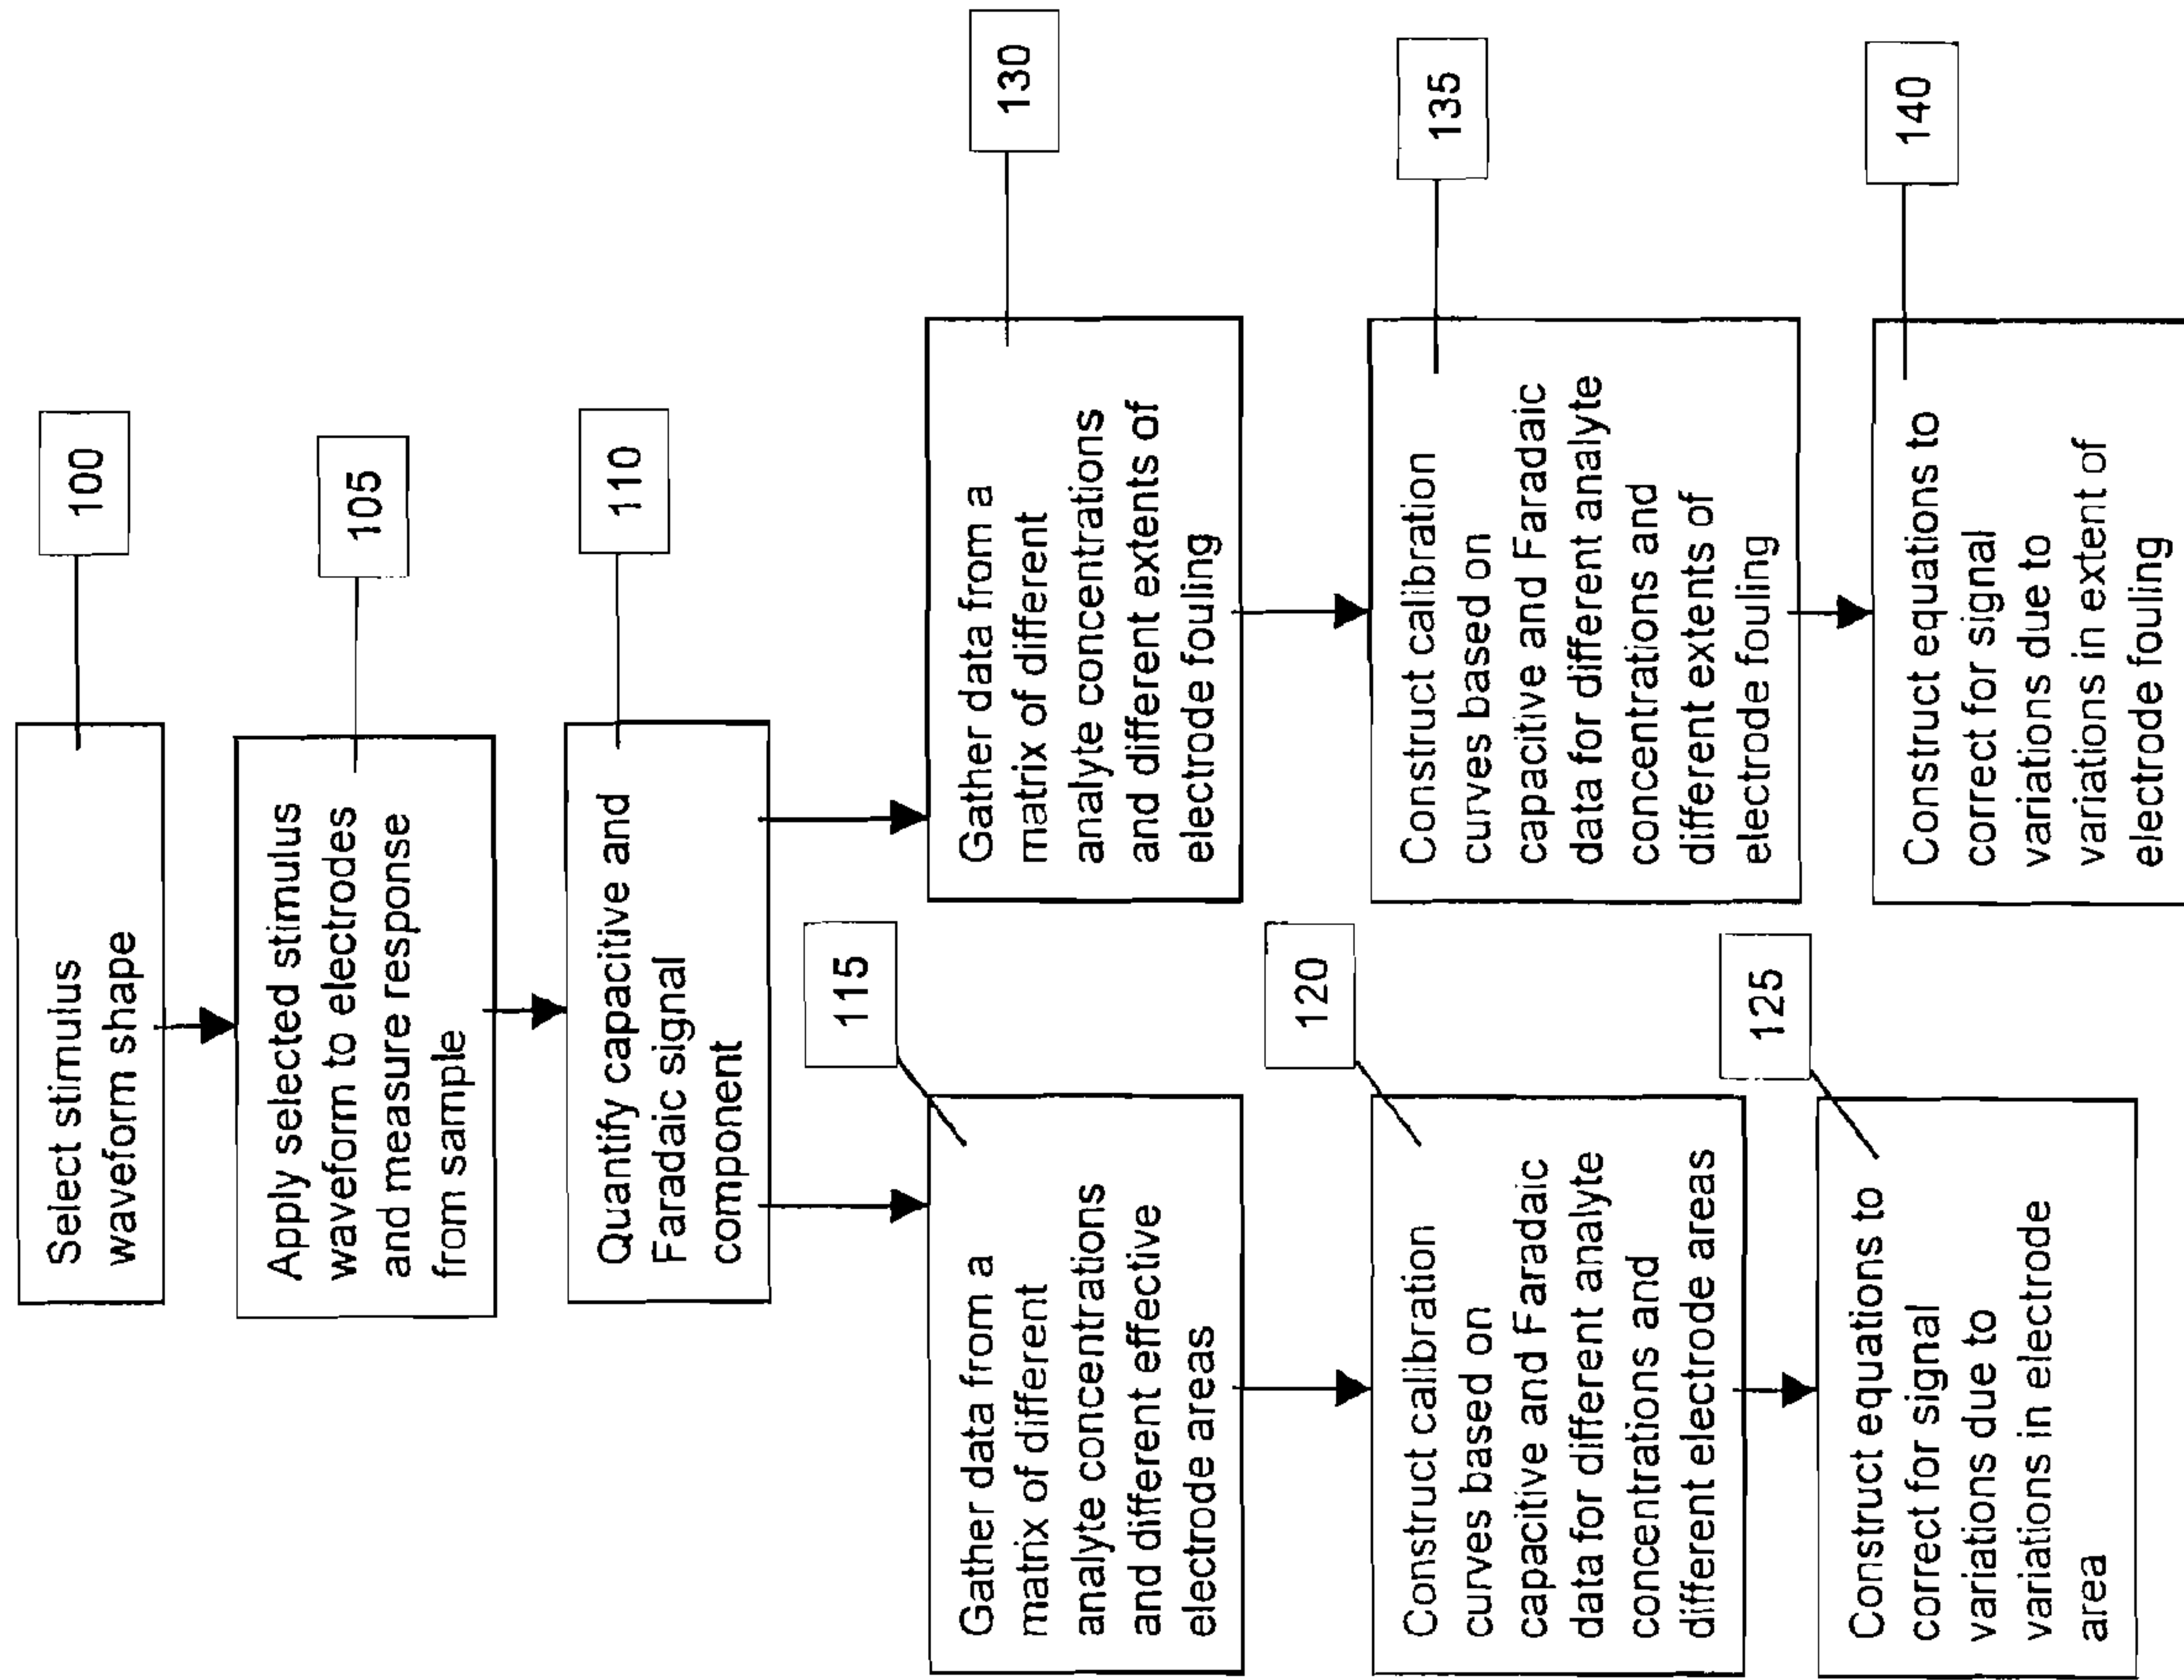 Select stimulus
waveform shape
100
Apply selected stimulus
waveform to electrodes
and measure response
from sample
105
Quantify capacitive and
Faradaic signal
component
110
Gather data from a
matrix of different
analyte concentrations
and different effective
electrode areas
115
Construct calibration
curves based on
capacitive and Faradaic
data for different analyte
concentrations and
different electrode areas
120
Construct equations to
correct for signal
variations due to
variations in electrode
area
125
Gather data from a
matrix of different
analyte concentrations
and different extents of
electrode fouling
130
Construct calibration
curves based on
capacitive and Faradaic
data for different analyte
concentrations and
different extents of
electrode fouling
135
Construct equations to
correct for signal
variations due to
variations in extent of
electrode fouling
140